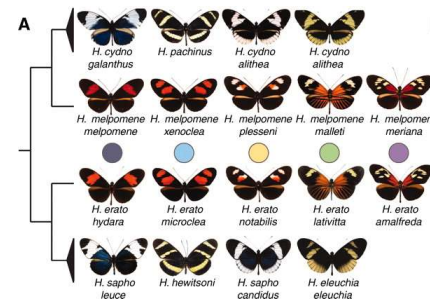 A
H. cydno galanthus
H. pachinus
H. cydno alithea
H. cydno alithea
H. melpomene melpomene
H. melpomene xenoclea
H. melpomene plesseni
H. melpomene malleti
H. melpomene meriana
H. erato hydara
H. erato microclea
H. erato notabilis
H. erato lativitta
H. erato amalfreda
H. sapho leuce
H. hewitsoni
H. sapho candidus
H. eleuchia eleuchia